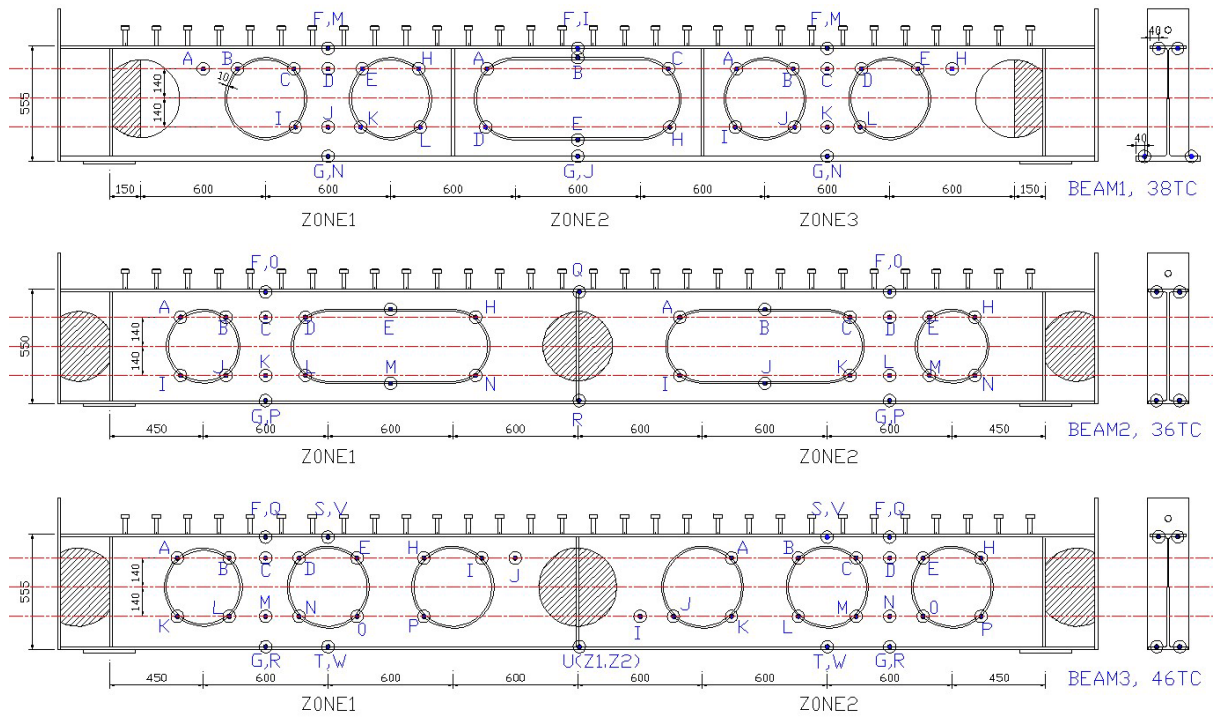 F,M F,I F,M
40
A B H A C A E
C D E B B C D H
10
555 140 140
J E J K L
I K L D H I
40
G,N G,J G,N
150 600 600 600 600 600 600 600 150 BEAM1, 38TC
ZONE1 ZONE2 ZONE3
F,O Q F,O
A H A H
B C D E B C D E
550 140 140
J K L M J K L M
I N I N
G,P R G,P
450 600 600 600 600 600 600 450 BEAM2, 36TC
ZONE1 ZONE2
F,Q S,V S,V F,Q
A E H A B H
B C D I J C D E
555 140 140
L M N J M N O
K O P I K L P
G,R T,W U(Z1.Z2) T,W G,R
450 600 600 600 600 600 600 450 BEAM3, 46TC
ZONE1 ZONE2